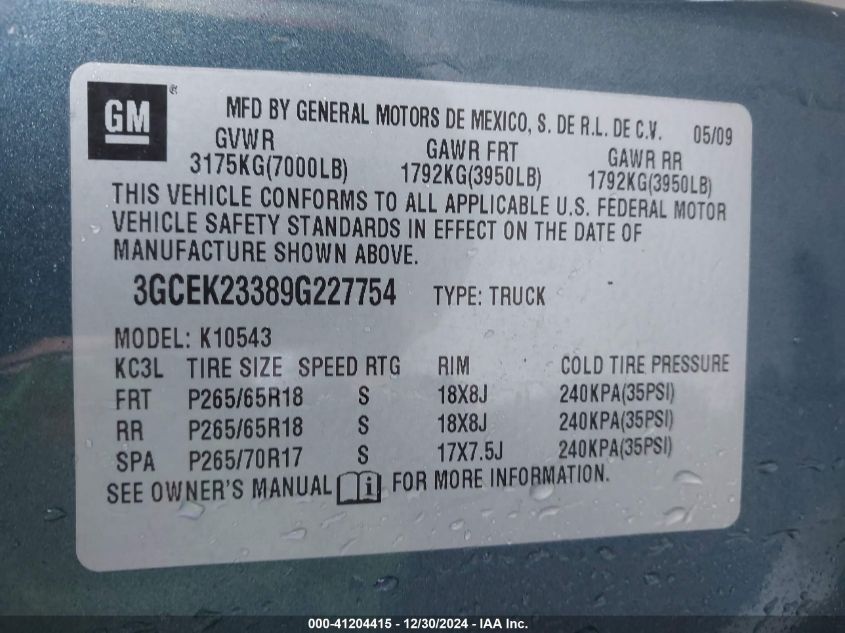 GM®
MFD BY GENERAL MOTORS DE MEXICO, S. DE R.L. DE C.V. 05/09
GVWR GAWR FRT GAWR RR
3175KG(7000LB) 1792KG(3950LB) 1792KG(3950LB)
THIS VEHICLE CONFORMS TO ALL APPLICABLE U.S. FEDERAL MOTOR
VEHICLE SAFETY STANDARDS IN EFFECT ON THE DATE OF
MANUFACTURE SHOWN ABOVE.
3GCEK23389G227754 TYPE: TRUCK
MODEL: K10543
KC3L TIRE SIZE SPEED RTG RIM COLD TIRE PRESSURE
FRT P265/65R18 S 18X8J 240KPA(35PSI)
RR P265/65R18 S 18X8J 240KPA(35PSI)
SPA P265/70R17 S 17X7.5J 240KPA(35PSI)
SEE OWNER'S MANUAL i FOR MORE INFORMATION.
000-41204415 - 12/30/2024 - IAA Inc.